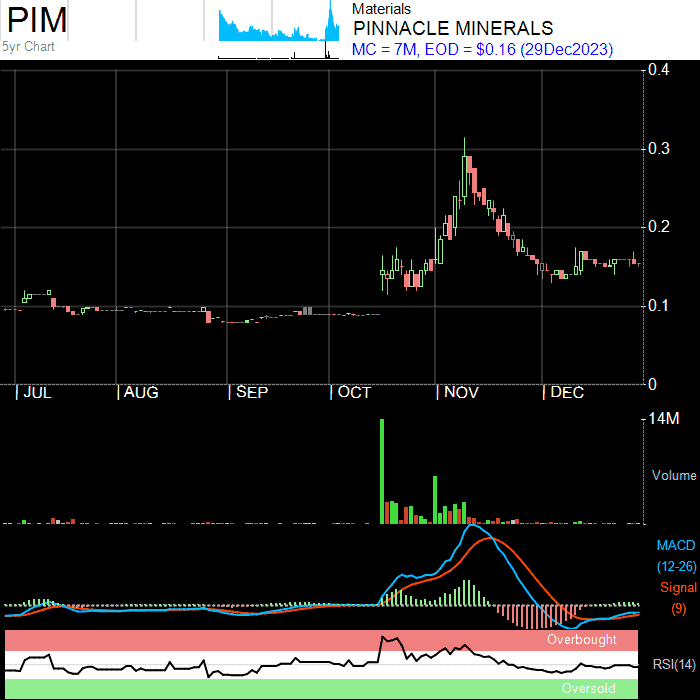 PIM
5yr Chart
Materials
PINNACLE MINERALS
MC = 7M, EOD = $0.16 (29Dec2023)
0.4
0.3
0.2
0.1
0
JUL AUG SEP OCT NOV DEC
14M
Volume
MACD
(12-26)
Signal
(9)
Overbought
RSI(14)
Oversold